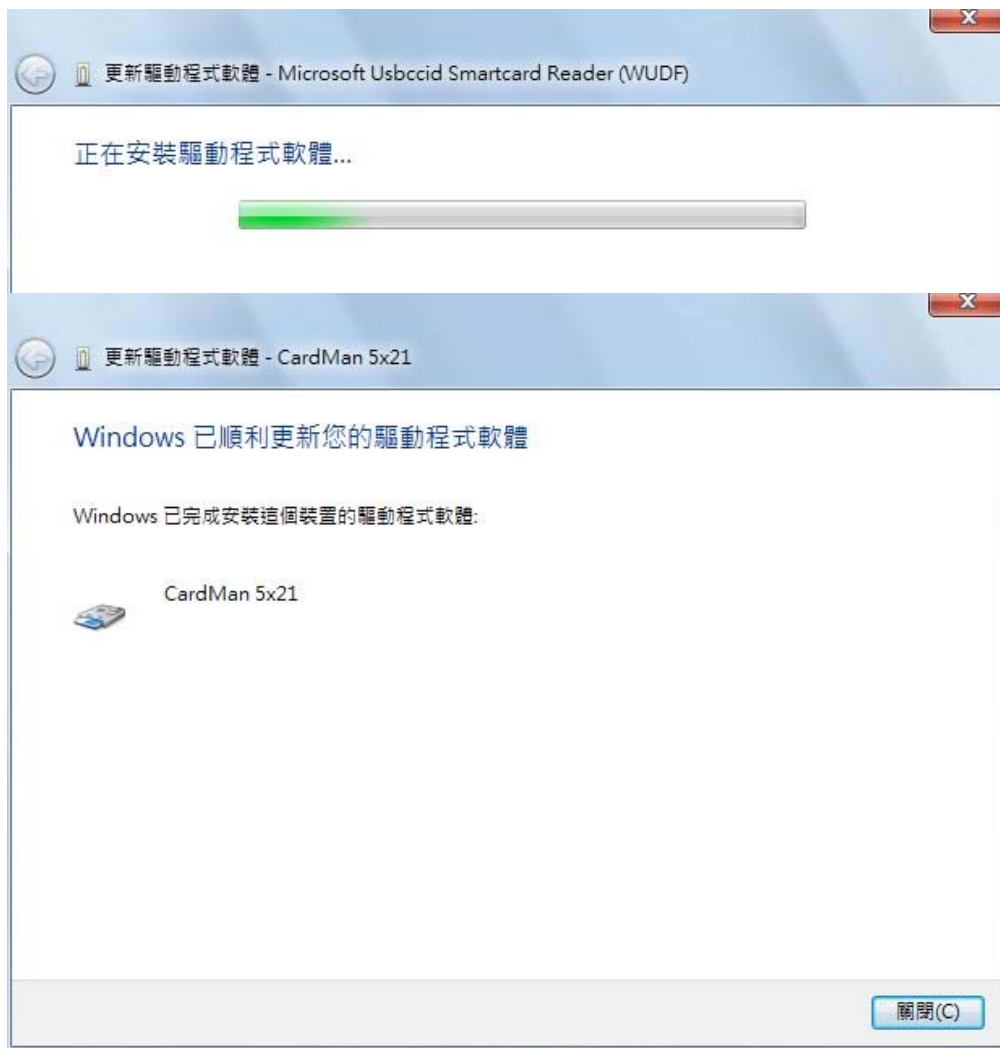 更新驅動程式軟體 - Microsoft Usbccid Smartcard Reader (WUDF)
正在安裝驅動程式軟體...
更新驅動程式軟體 - CardMan 5x21
Windows 已順利更新您的驅動程式軟體
Windows 已完成安裝這個裝置的驅動程式軟體:
CardMan 5x21
關閉(C)